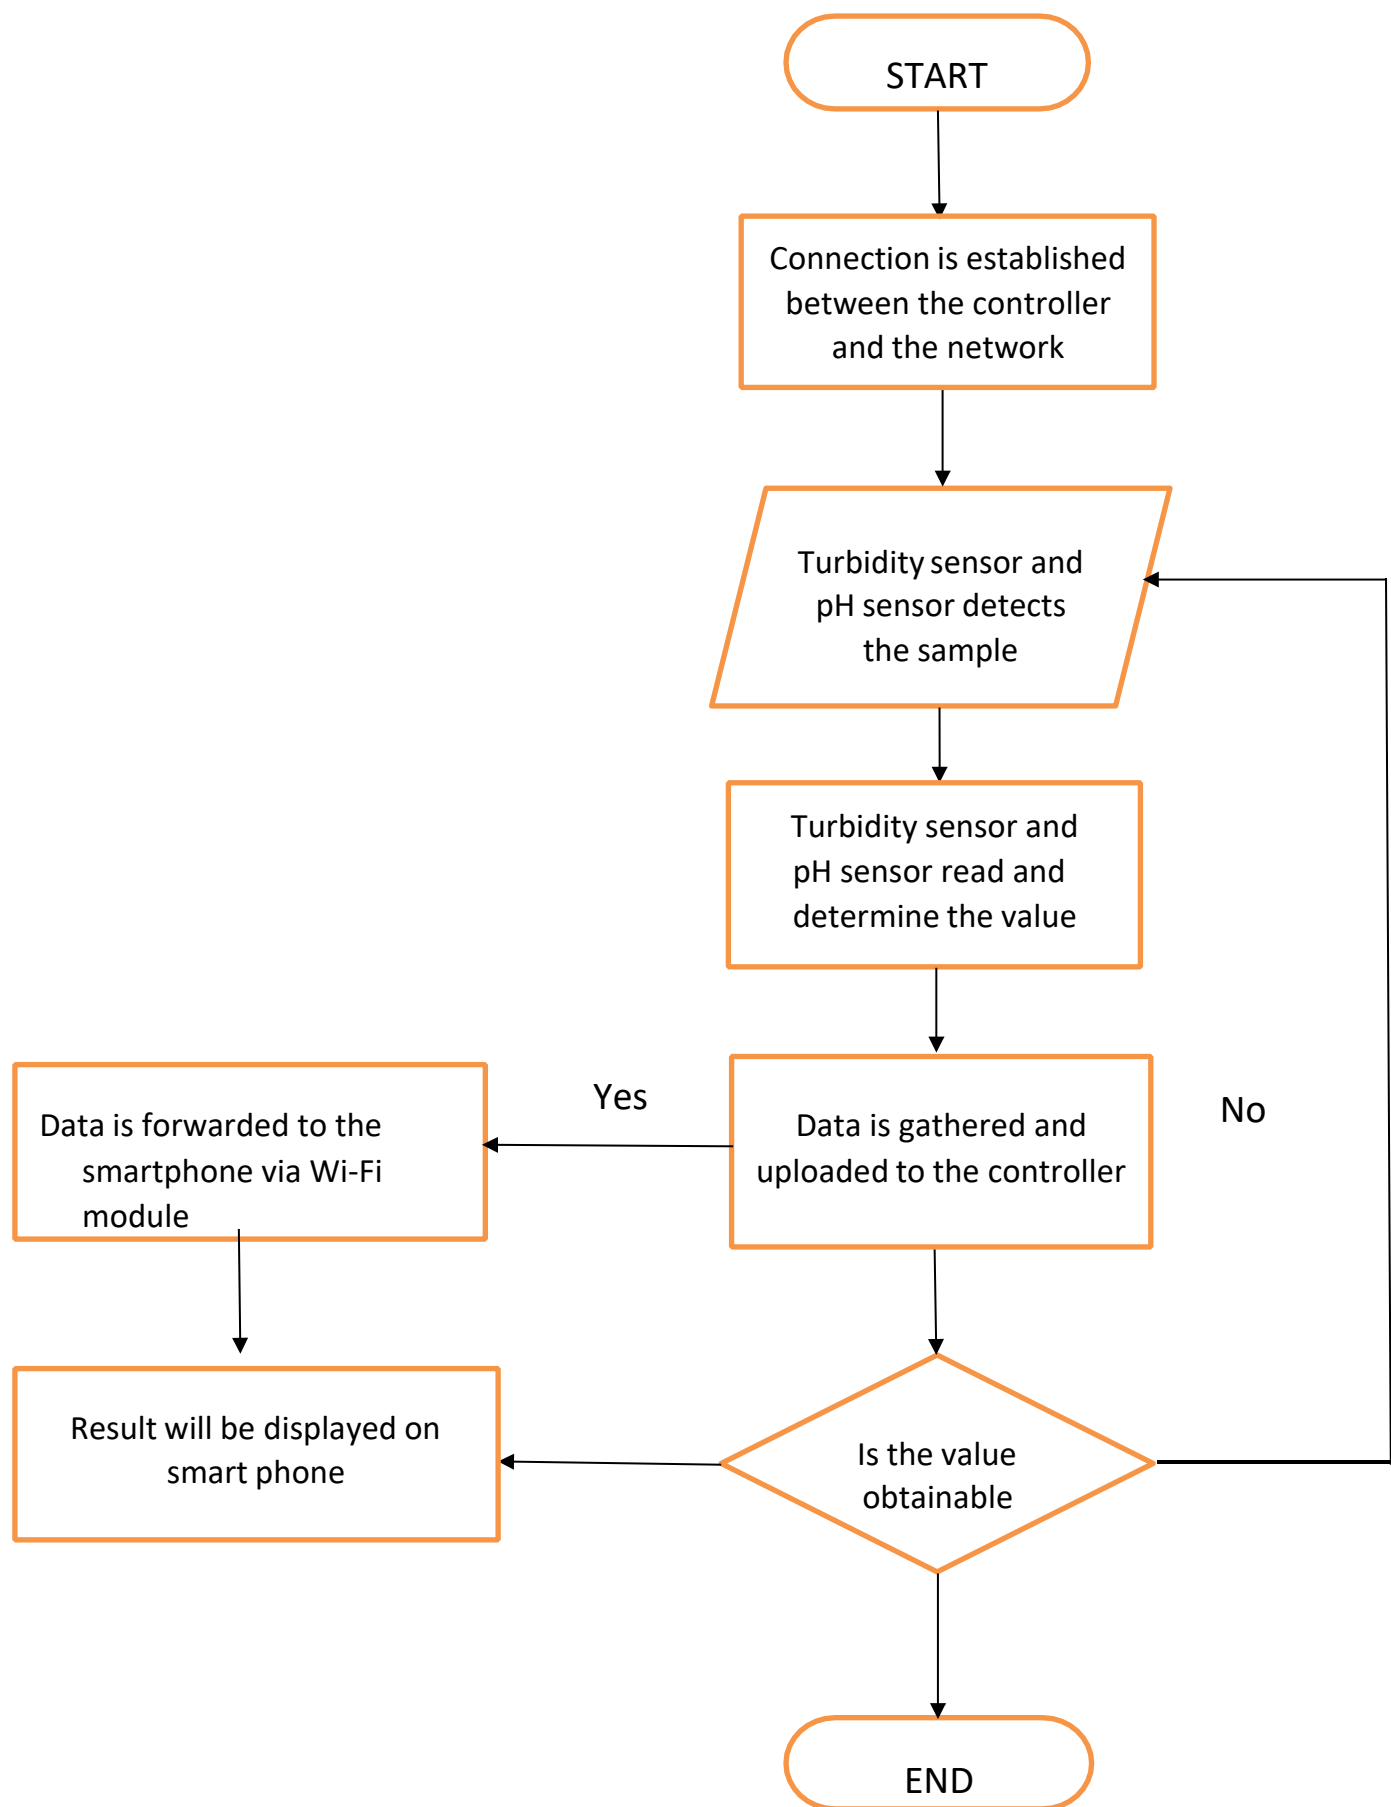 START
Connection is established
between the controller
and the network
Turbidity sensor and
pH sensor detects
the sample
Turbidity sensor and
pH sensor read and
determine the value
Yes
No
Data is forwarded to the
smartphone via Wi-Fi
module
Data is gathered and
uploaded to the controller
Result will be displayed on
smart phone
Is the value
obtainable
END